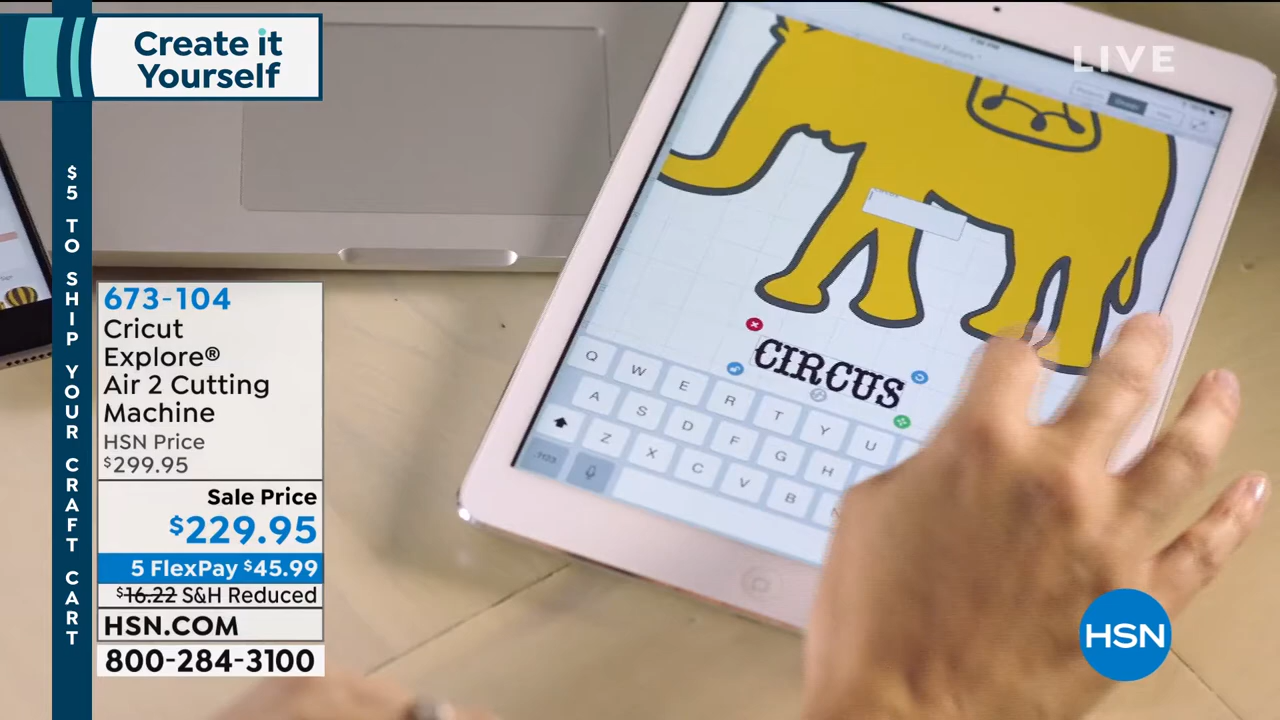 Create it
Yourself
LIVE
$5 TO SHIP YOUR CRAFT CART
673-104
Cricut
Explore®
Air 2 Cutting
Machine
HSN Price
$299.95
Sale Price
$229.95
5 FlexPay $45.99
$16.22 S&H Reduced
HSN.COM
800-284-3100
CIRCUS
Q W E R T Y U
A S D F G H
Z X C V B N
.?123
HSN